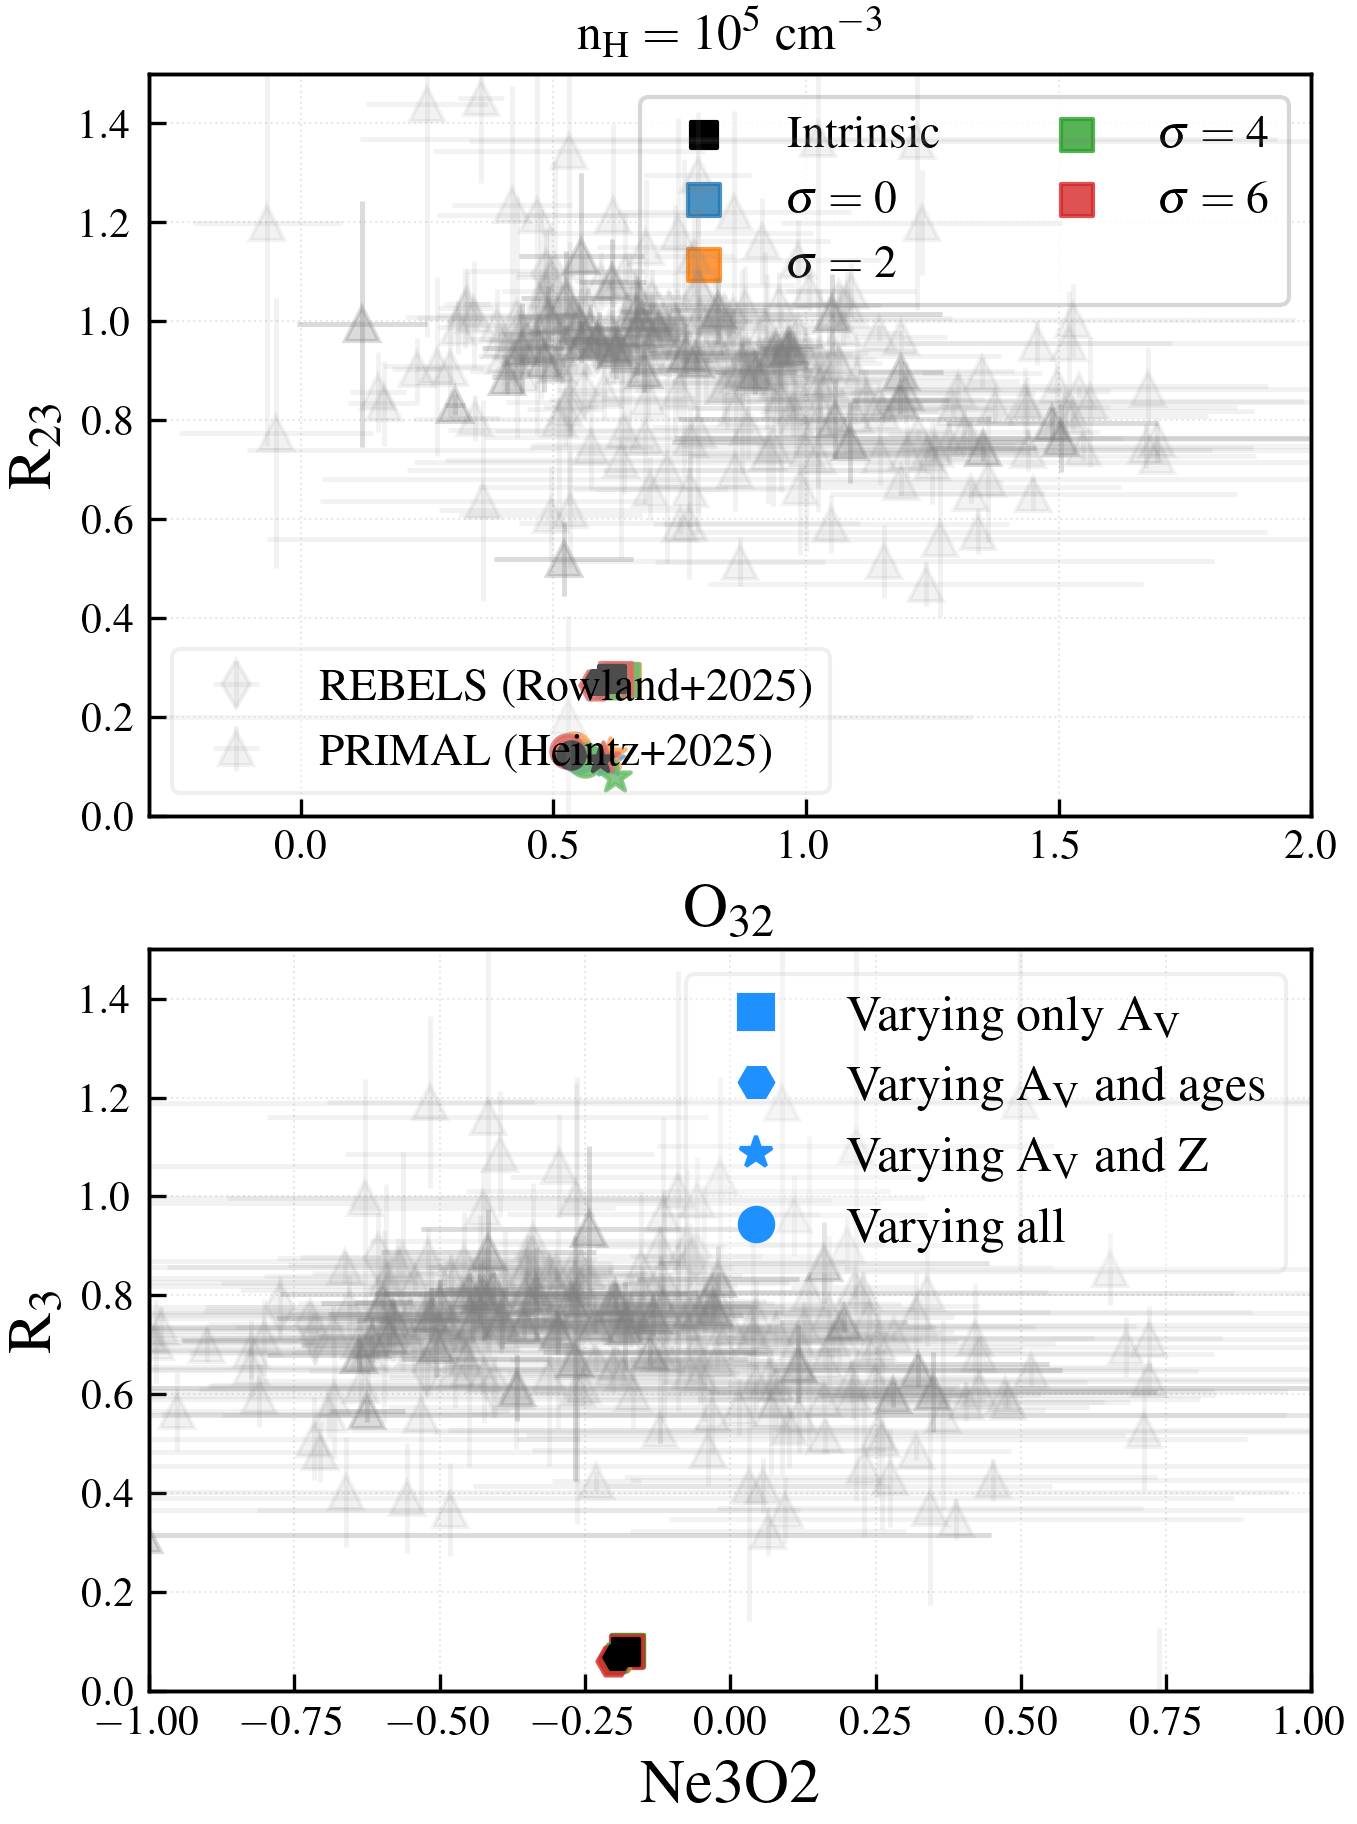 n_H = 10^5 cm^−3
1.4
1.2
1.0
0.8
0.6
0.4
0.2
0.0
R_23
Intrinsic
σ = 0
σ = 2
σ = 4
σ = 6
REBELS (Rowland+2025)
PRIMAL (Heintz+2025)
0.0 0.5 1.0 1.5 2.0
O_32
1.4
1.2
1.0
0.8
0.6
0.4
0.2
0.0
R_3
Varying only A_V
Varying A_V and ages
Varying A_V and Z
Varying all
−1.00 −0.75 −0.50 −0.25 0.00 0.25 0.50 0.75 1.00
Ne3O2